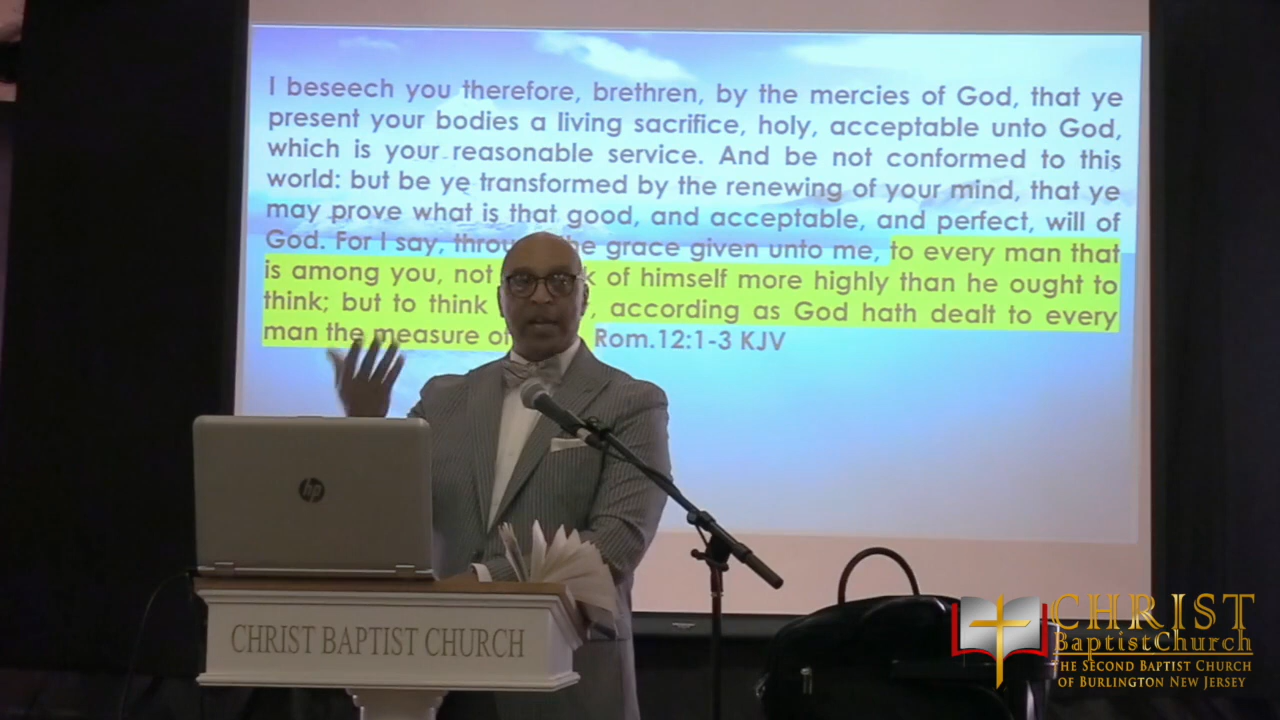 I beseech you therefore, brethren, by the mercies of God, that ye
present your bodies a living sacrifice, holy, acceptable unto God,
which is your reasonable service. And be not conformed to this
world: but be ye transformed by the renewing of your mind, that ye
may prove what is that good, and acceptable, and perfect, will of
God. For I say, throu he grace given unto me, to every man that
is among you, not k of himself more highly than he ought to
think; but to think , according as God hath dealt to every
man the measure of Rom.12:1-3 KJV
hp
CHRIST BAPTIST CHURCH
CHRIST
Baptist Church
THE SECOND BAPTIST CHURCH
OF BURLINGTON NEW JERSEY